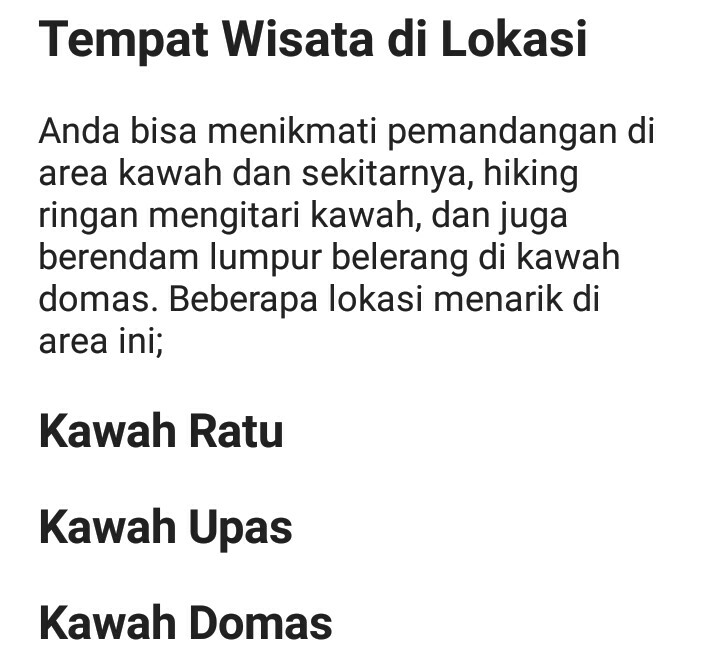 Tempat Wisata di Lokasi
Anda bisa menikmati pemandangan di
area kawah dan sekitarnya, hiking
ringan mengitari kawah, dan juga
berendam lumpur belerang di kawah
domas. Beberapa lokasi menarik di
area ini;
Kawah Ratu
Kawah Upas
Kawah Domas